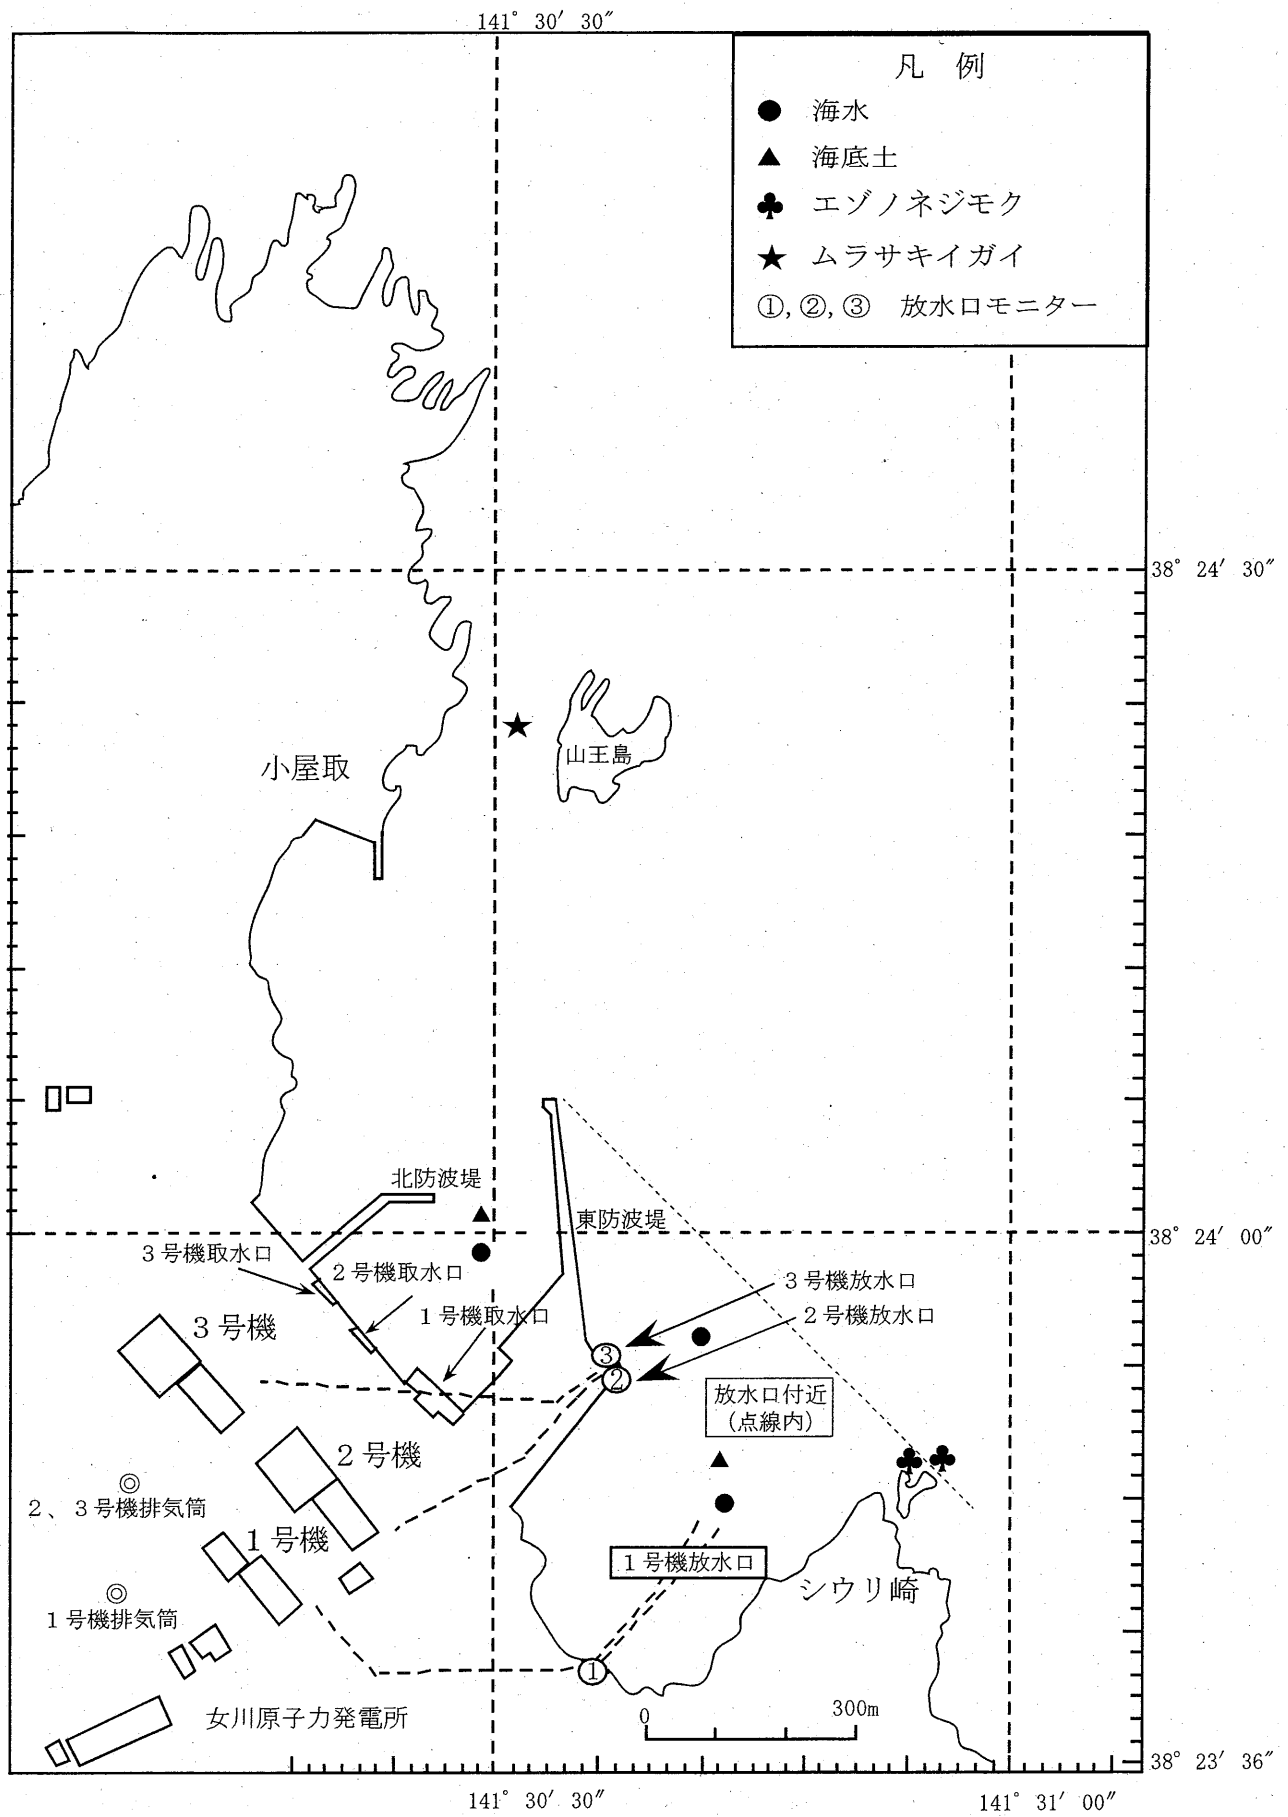 141° 30′ 30″
凡 例
海水
海底土
エゾノネジモク
ムラサキイガイ
①, ②, ③ 放水口モニター
38° 24′ 30″
山王島
小屋取
北防波堤
東防波堤
38° 24′ 00″
3号機取水口
2号機取水口
3号機放水口
1号機取水口
2号機放水口
3号機
③
②
放水口付近
(点線内)
2号機
2、3号機排気筒
1号機
1号機放水口
シウリ崎
1号機排気筒
①
女川原子力発電所
0 300m
38° 23′ 36″
141° 30′ 30″
141° 31′ 00″